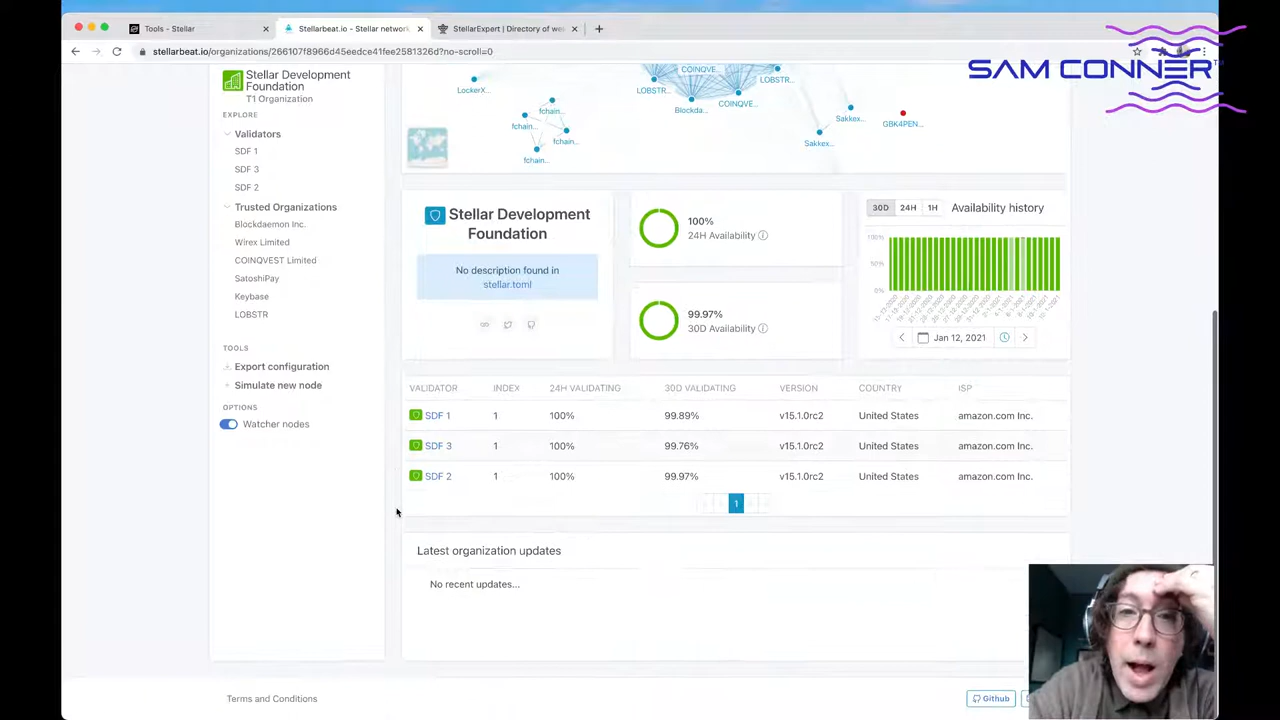 Tools - Stellar
Stellarbeat.io - Stellar network
StellarExpert | Directory of we
stellarbeat.io/organizations/266107f8966d45eedce41fee2581326d?no-scroll=0
SAM CONNER
Stellar Development
Foundation
T1 Organization
EXPLORE
Validators
SDF 1
SDF 3
SDF 2
Trusted Organizations
Blockdaemon Inc.
Wirex Limited
COINQVEST Limited
SatoshiPay
Keybase
LOBSTR
TOOLS
Export configuration
Simulate new node
OPTIONS
Watcher nodes
LockerX...
COINQVE...
LOBSTR...
LOBSTR...
Blockda...
COINQVE...
fchain...
fchain...
fchain...
fchain...
Sakkex...
Sakkex...
GBK4PEN...
Stellar Development
Foundation
No description found in
stellar.toml
100%
24H Availability
99.97%
30D Availability
30D 24H 1H Availability history
100%
50%
0%
Jan 12, 2021
VALIDATOR INDEX 24H VALIDATING 30D VALIDATING VERSION COUNTRY ISP
SDF 1 1 100% 99.89% v15.1.0rc2 United States amazon.com Inc.
SDF 3 1 100% 99.76% v15.1.0rc2 United States amazon.com Inc.
SDF 2 1 100% 99.97% v15.1.0rc2 United States amazon.com Inc.
1
Latest organization updates
No recent updates...
Terms and Conditions
Github